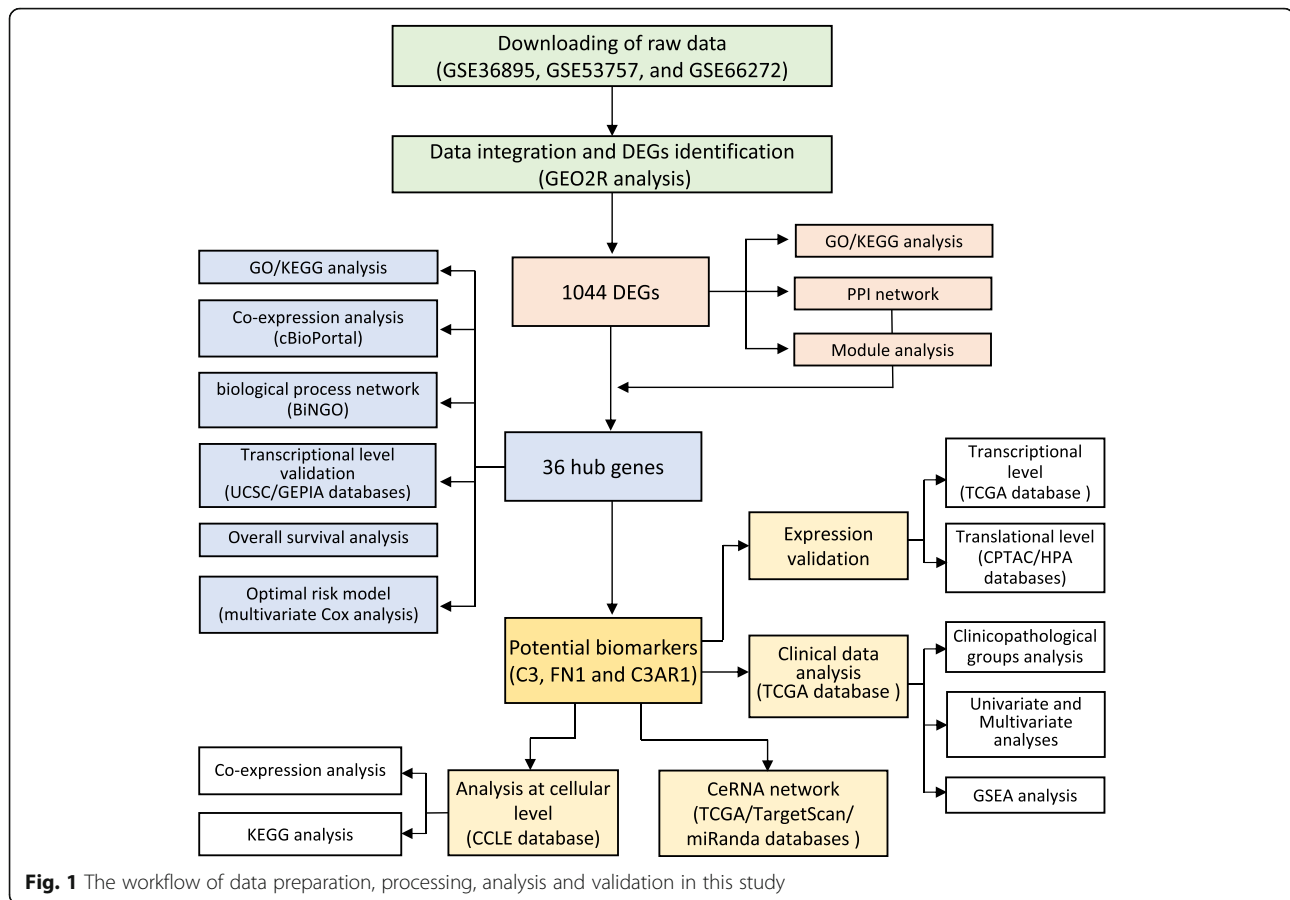 Downloading of raw data
(GSE36895, GSE53757, and GSE66272)
Data integration and DEGs identification
(GEO2R analysis)
1044 DEGs
GO/KEGG analysis
PPI network
Module analysis
GO/KEGG analysis
Co-expression analysis
(cBioPortal)
biological process network
(BiNGO)
Transcriptional level
validation
(UCSC/GEPIA databases)
Overall survival analysis
Optimal risk model
(multivariate Cox analysis)
36 hub genes
Potential biomarkers
(C3, FN1 and C3AR1)
Expression
validation
Transcriptional
level
(TCGA database )
Translational level
(CPTAC/HPA
databases)
Clinical data
analysis
(TCGA database )
Clinicopathological
groups analysis
Univariate and
Multivariate
analyses
GSEA analysis
Co-expression analysis
KEGG analysis
Analysis at cellular
level
(CCLE database)
CeRNA network
(TCGA/TargetScan/
miRanda databases )
Fig. 1 The workflow of data preparation, processing, analysis and validation in this study